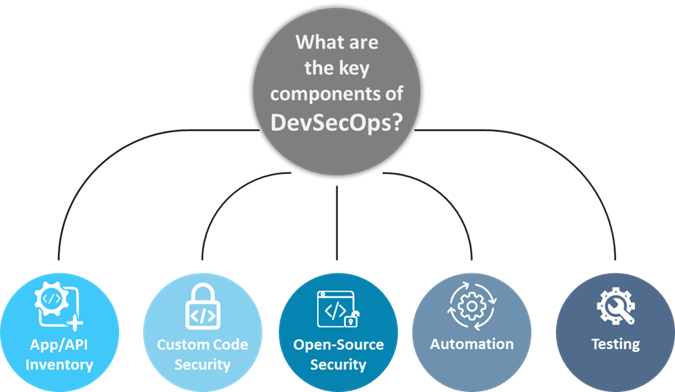 What are
the key
components of
DevSecOps?
App/API
Inventory
Custom Code
Security
Open-Source
Security
Automation
Testing